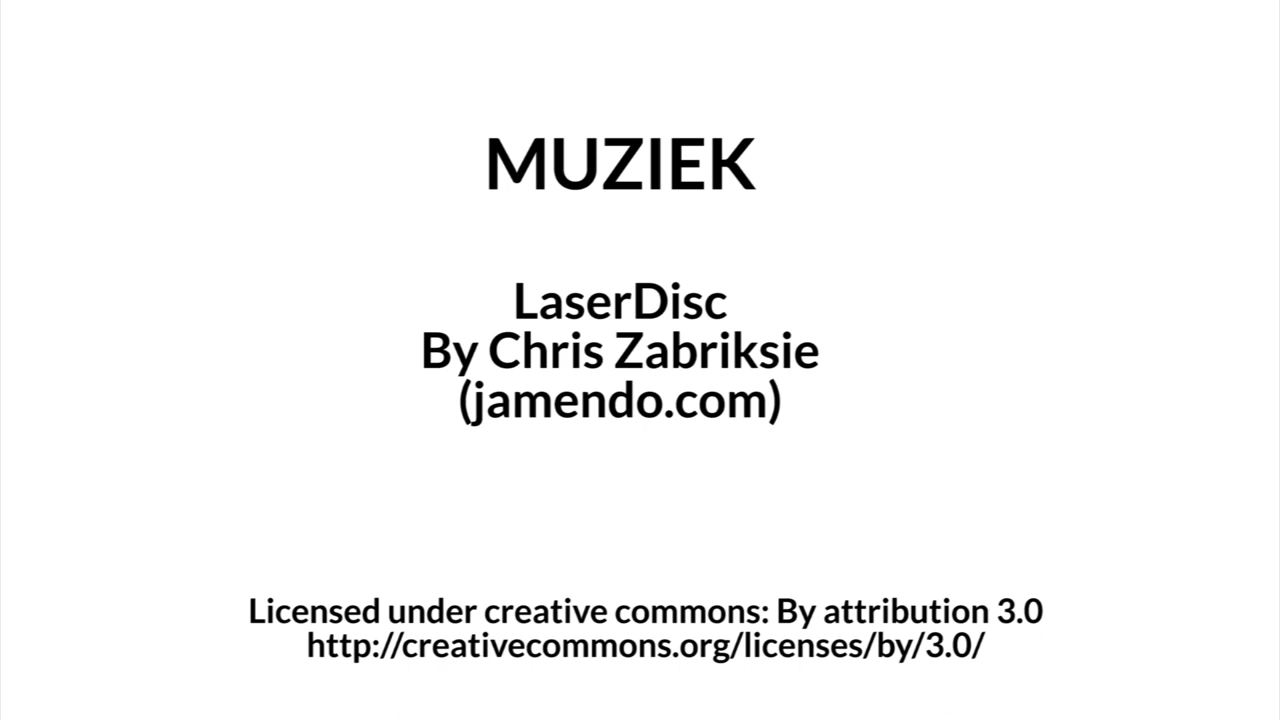 MUZIEK
LaserDisc
By Chris Zabriksie
(jamendo.com)
Licensed under creative commons: By attribution 3.0
http://creativecommons.org/licenses/by/3.0/